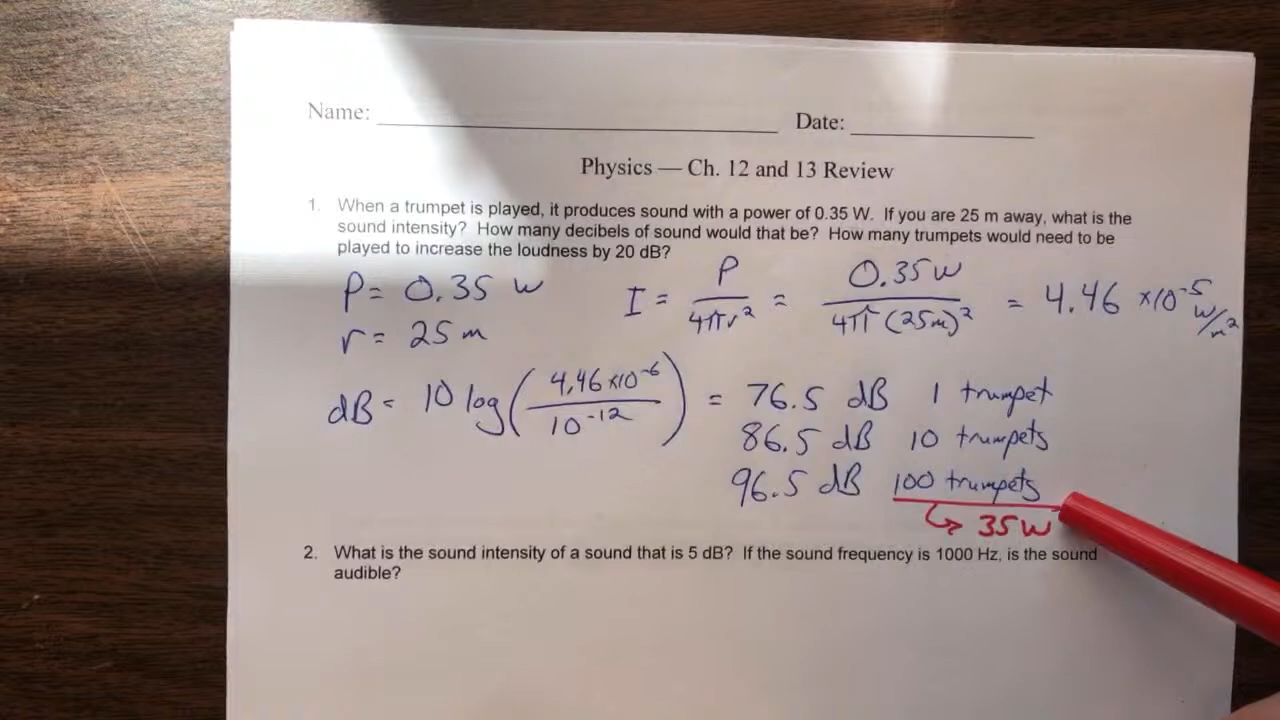 Name: ____________ Date: ____________
Physics — Ch. 12 and 13 Review
1. When a trumpet is played, it produces sound with a power of 0.35 W. If you are 25 m away, what is the
sound intensity? How many decibels of sound would that be? How many trumpets would need to be
played to increase the loudness by 20 dB?
P = 0.35 W
r = 25 m
I = P / 4πr² = 0.35 W / 4π (25m)² = 4.46 ×10⁻⁵ W/m²
dB = 10 log ( 4.46 ×10⁻⁶ / 10⁻¹² ) = 76.5 dB 1 trumpet
86.5 dB 10 trumpets
96.5 dB 100 trumpets
↳ 35 W
2. What is the sound intensity of a sound that is 5 dB? If the sound frequency is 1000 Hz, is the sound
audible?